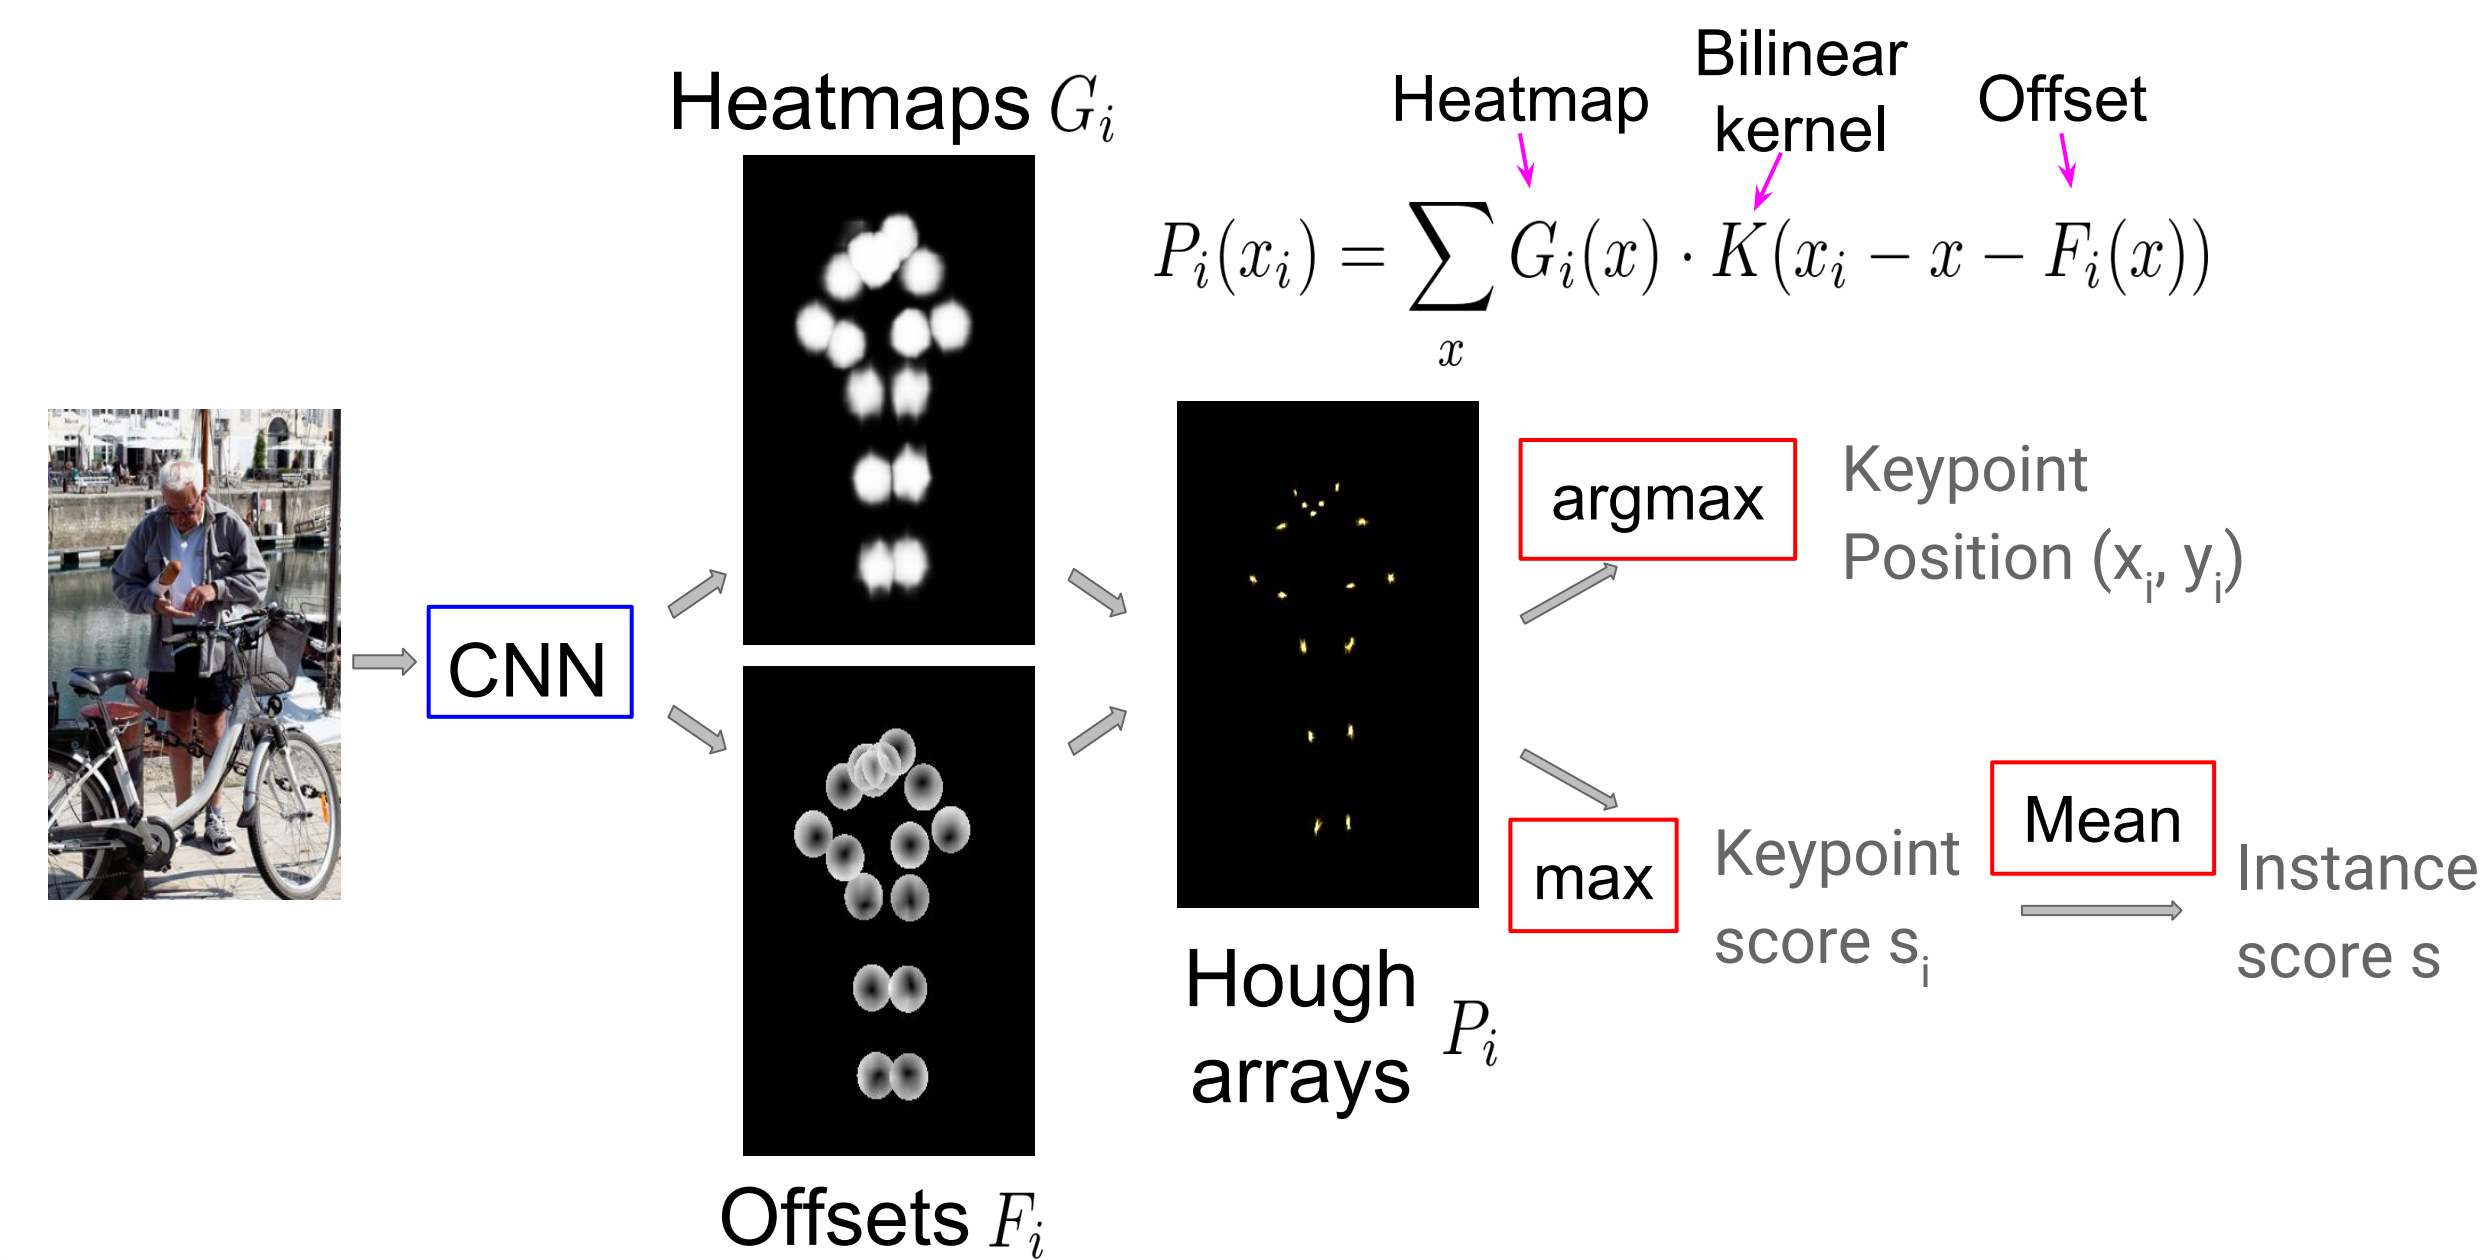 Heatmaps G_i
Heatmap
Bilinear
kernel
Offset
P_i(x_i) = ∑_x G_i(x) · K(x_i − x − F_i(x))
CNN
argmax
Keypoint
Position (x_i, y_i)
max
Keypoint
score s_i
Mean
Instance
score s
Hough
arrays P_i
Offsets F_i